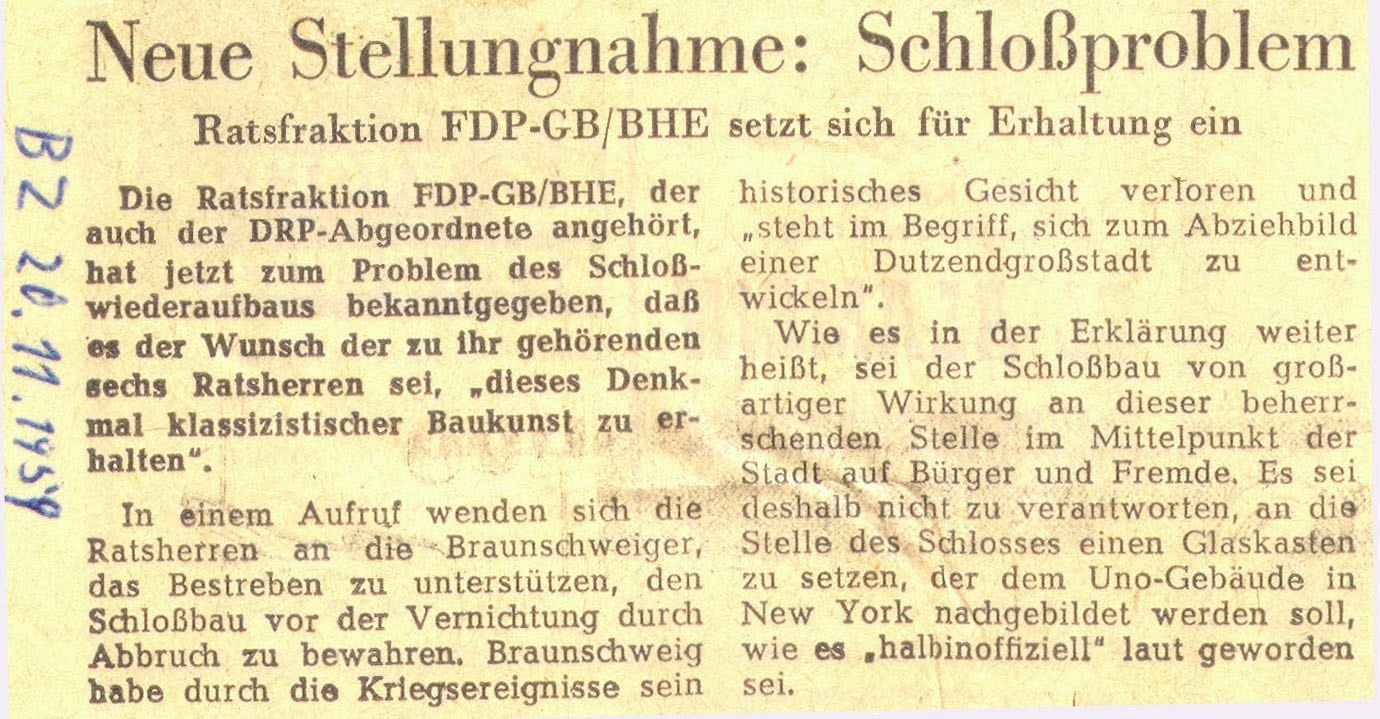 Neue Stellungnahme: Schloßproblem
Ratsfraktion FDP-GB/BHE setzt sich für Erhaltung ein
BZ 20.11.1959
Die Ratsfraktion FDP-GB/BHE, der
auch der DRP-Abgeordnete angehört,
hat jetzt zum Problem des Schloß-
wiederaufbaus bekanntgegeben, daß
es der Wunsch der zu ihr gehörenden
sechs Ratsherren sei, „dieses Denk-
mal klassizistischer Baukunst zu er-
halten“.
In einem Aufruf wenden sich die
Ratsherren an die Braunschweiger,
das Bestreben zu unterstützen, den
Schloßbau vor der Vernichtung durch
Abbruch zu bewahren. Braunschweig
habe durch die Kriegsereignisse sein
historisches Gesicht verloren und
„steht im Begriff, sich zum Abziehbild
einer Dutzendgroßstadt zu ent-
wickeln“.
Wie es in der Erklärung weiter
heißt, sei der Schloßbau von groß-
artiger Wirkung an dieser beherr-
schenden Stelle im Mittelpunkt der
Stadt auf Bürger und Fremde. Es sei
deshalb nicht zu verantworten, an die
Stelle des Schlosses einen Glaskasten
zu setzen, der dem Uno-Gebäude in
New York nachgebildet werden soll,
wie es „halbinoffiziell“ laut geworden
sei.